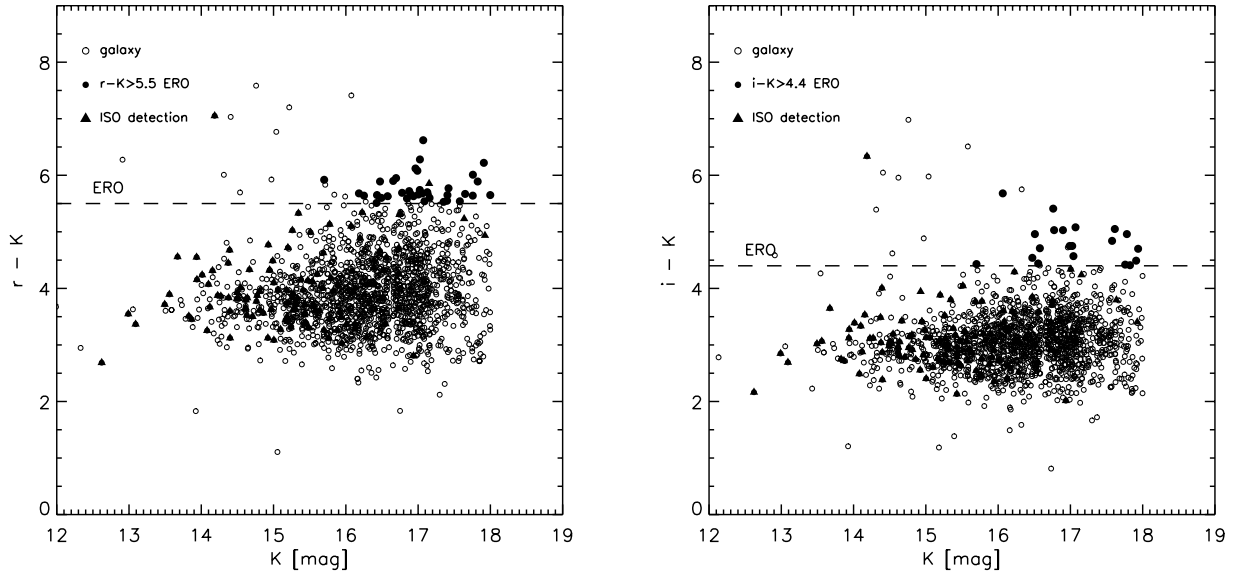 galaxy
r-K>5.5 ERO
ISO detection
ERO
8
6
4
2
0
r - K
12 13 14 15 16 17 18 19
K [mag]
galaxy
i-K>4.4 ERO
ISO detection
ERO
8
6
4
2
0
i - K
12 13 14 15 16 17 18 19
K [mag]